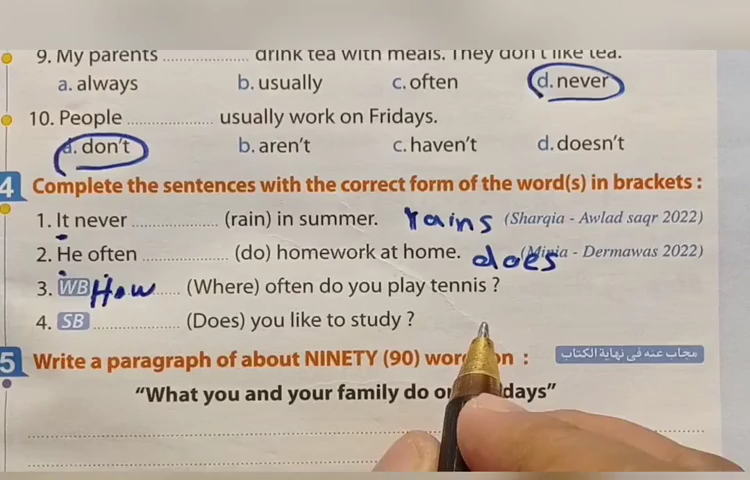 9. My parents ........ drink tea with meals. They don't like tea.
a. always b. usually c. often d. never
10. People ........ usually work on Fridays.
a. don't b. aren't c. haven't d. doesn't
4 Complete the sentences with the correct form of the word(s) in brackets :
1. It never ........ (rain) in summer. rains (Sharqia - Awlad saqr 2022)
2. He often ........ (do) homework at home. does (Minia - Dermawas 2022)
3. WB How ........ (Where) often do you play tennis ?
4. SB ........ (Does) you like to study ?
5 Write a paragraph of about NINETY (90) words on : مجاب عنه فى نهاية الكتاب
"What you and your family do on days"